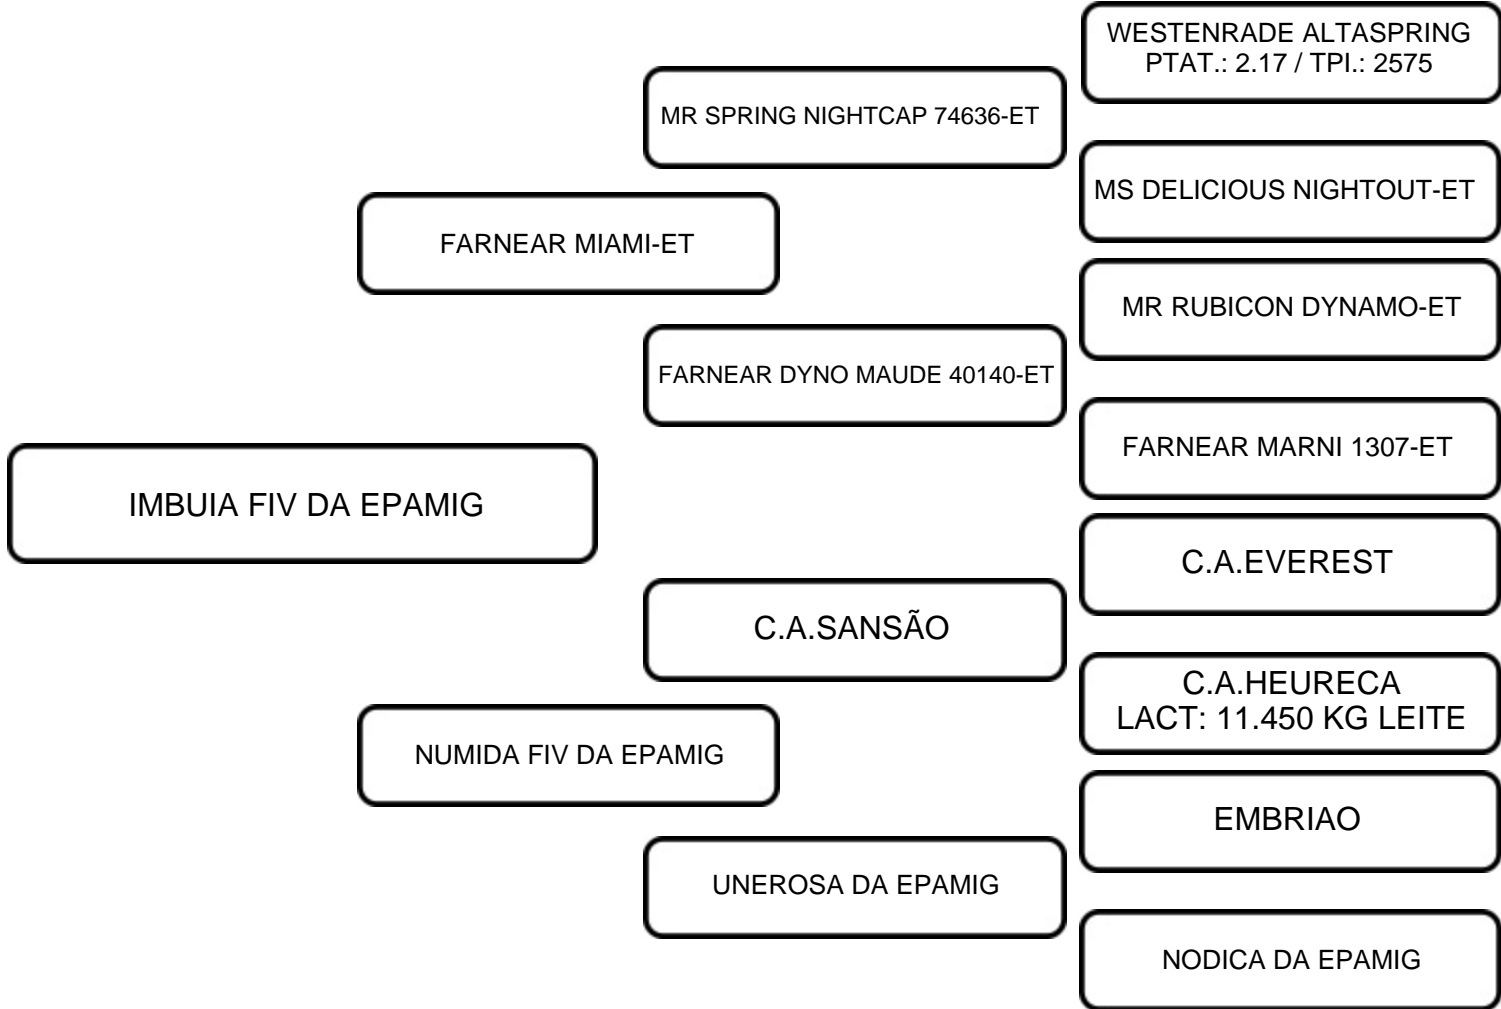 WESTENRADE ALTASPRING
PTAT.: 2.17 / TPI.: 2575
MR SPRING NIGHTCAP 74636-ET
MS DELICIOUS NIGHTOUT-ET
FARNEAR MIAMI-ET
MR RUBICON DYNAMO-ET
FARNEAR DYNO MAUDE 40140-ET
FARNEAR MARNI 1307-ET
IMBUIA FIV DA EPAMIG
C.A.EVEREST
C.A.SANSÃO
C.A.HEURECA
LACT: 11.450 KG LEITE
NUMIDA FIV DA EPAMIG
EMBRIAO
UNEROSA DA EPAMIG
NODICA DA EPAMIG